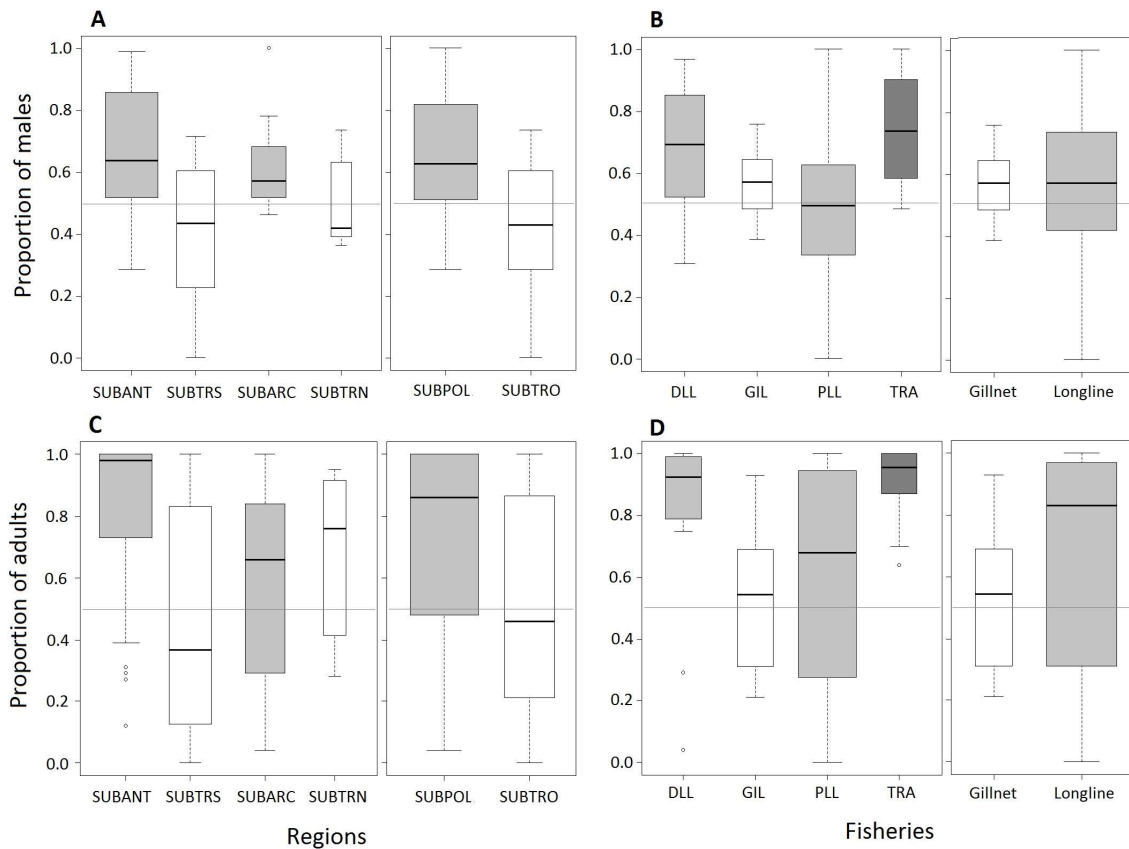 A
B
Proportion of males
1.0
0.8
0.6
0.4
0.2
0.0
SUBANT SUBTRS SUBARC SUBTRN
SUBPOL SUBTRO
1.0
0.8
0.6
0.4
0.2
0.0
DLL GIL PLL TRA
Gillnet Longline
C
D
Proportion of adults
1.0
0.8
0.6
0.4
0.2
0.0
SUBANT SUBTRS SUBARC SUBTRN
SUBPOL SUBTRO
1.0
0.8
0.6
0.4
0.2
0.0
DLL GIL PLL TRA
Gillnet Longline
Regions
Fisheries